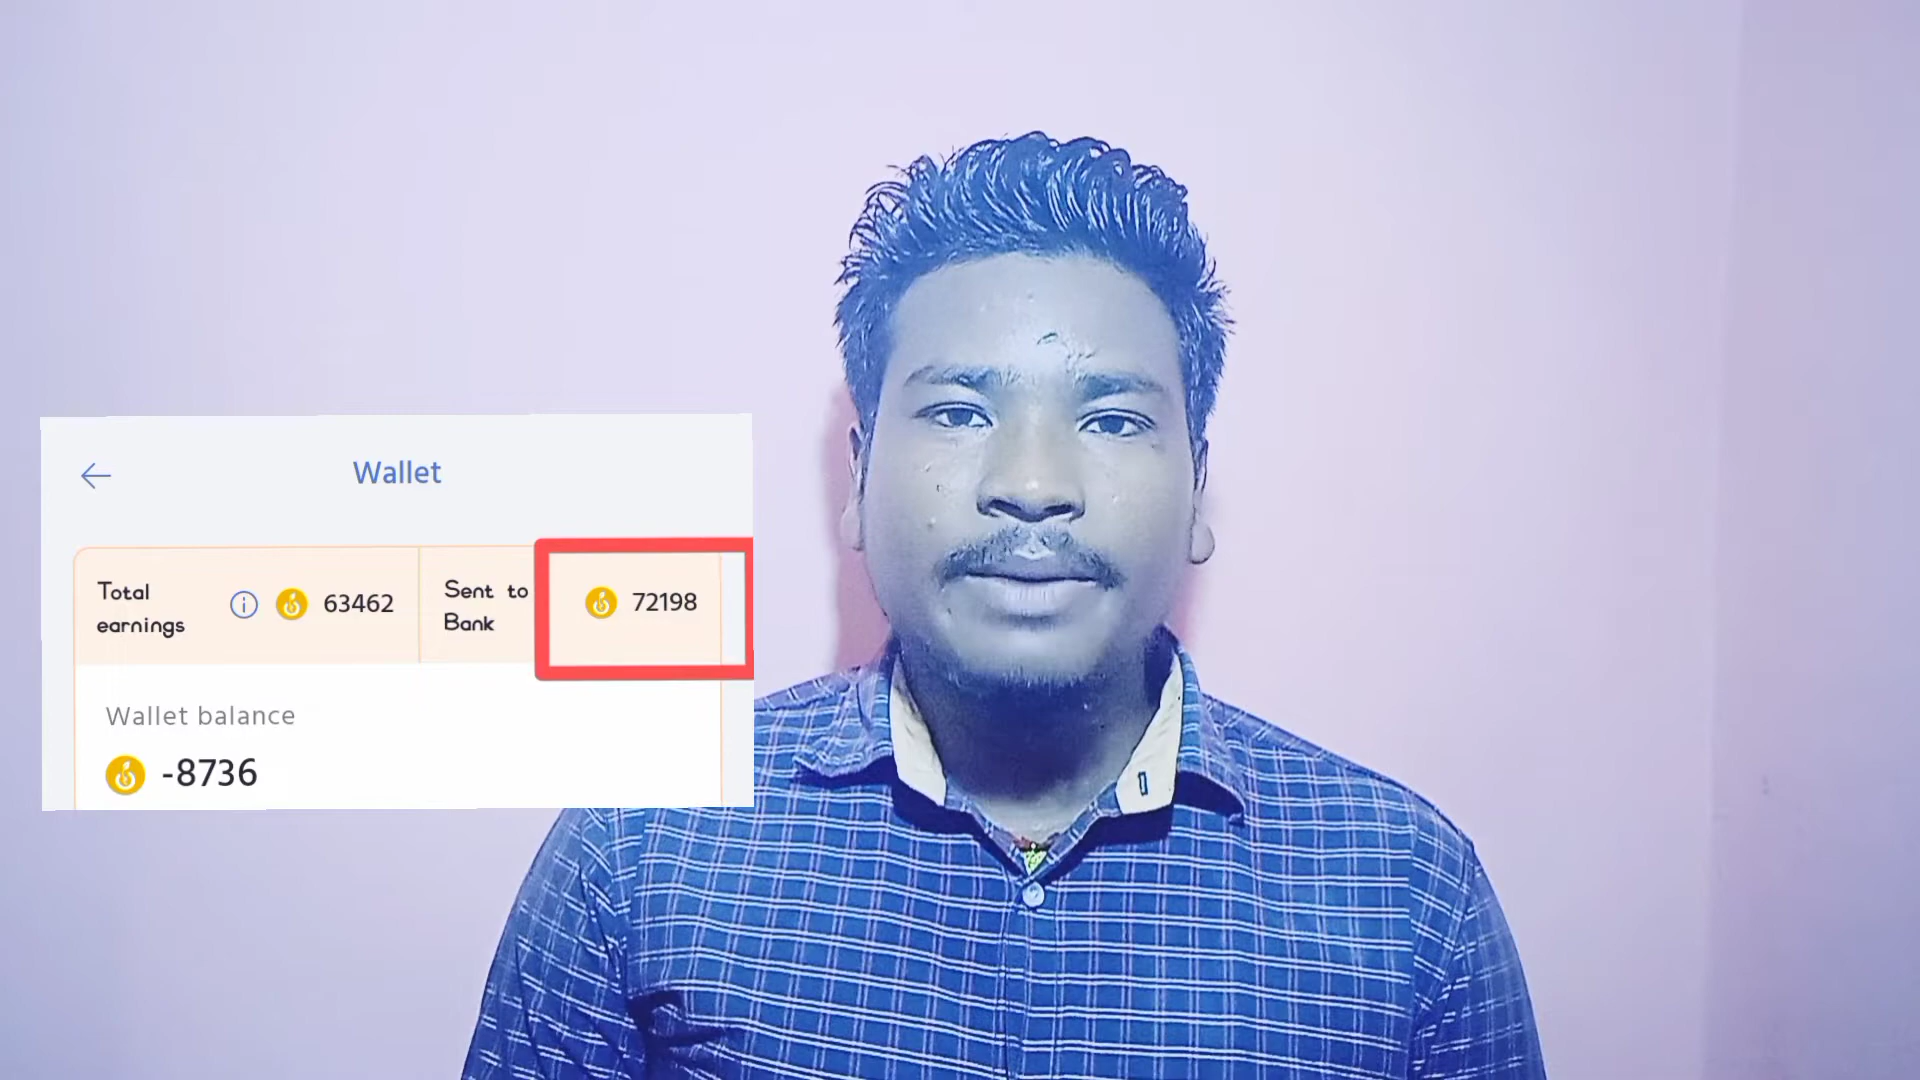 Wallet
Total earnings 63462
Sent to Bank 72198
Wallet balance
-8736